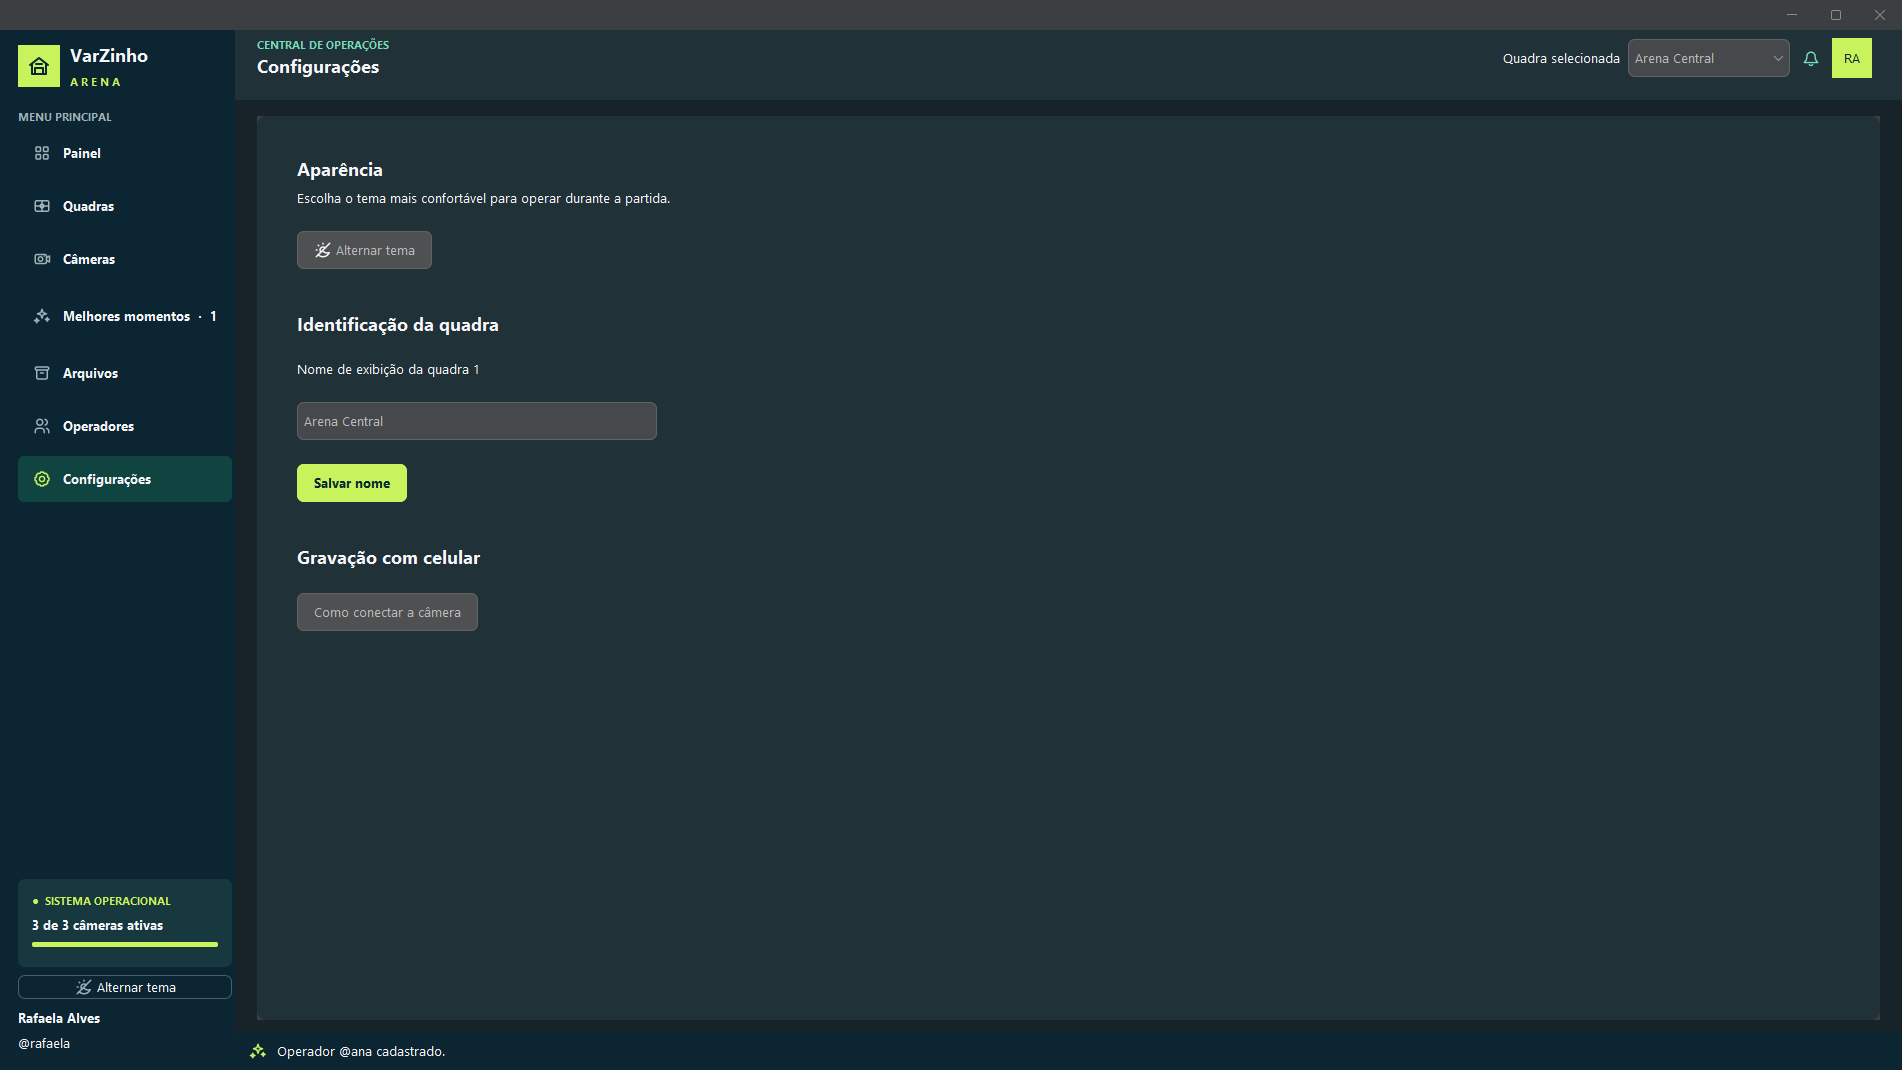 VarZinho
ARENA
MENU PRINCIPAL
Painel
Quadras
Câmeras
Melhores momentos · 1
Arquivos
Operadores
Configurações
● SISTEMA OPERACIONAL
3 de 3 câmeras ativas
Alternar tema
Rafaela Alves
@rafaela
CENTRAL DE OPERAÇÕES
Configurações
Quadra selecionada
Arena Central
RA
Aparência
Escolha o tema mais confortável para operar durante a partida.
Alternar tema
Identificação da quadra
Nome de exibição da quadra 1
Arena Central
Salvar nome
Gravação com celular
Como conectar a câmera
Operador @ana cadastrado.